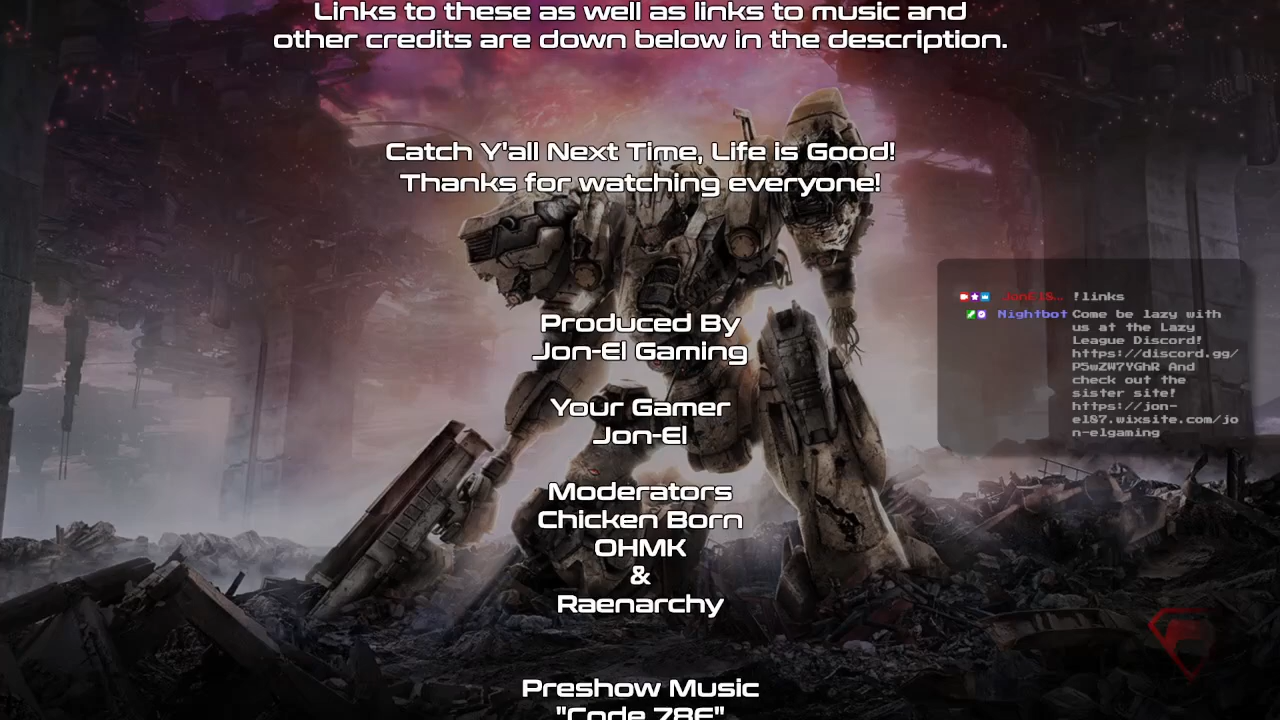 Links to these as well as links to music and
other credits are down below in the description.
Catch Y'all Next Time, Life is Good!
Thanks for watching everyone!
Produced By
Jon-El Gaming
Your Gamer
Jon-El
Moderators
Chicken Born
OHMK
&
Raenarchy
Preshow Music
"Code 78E"
!links
Nightbot Come be lazy with
us at the Lazy
League Discord!
https://discord.gg/
P5wZW7YGhR And
check out the
sister site!
https://jon-
el87.wixsite.com/jo
n-elgaming